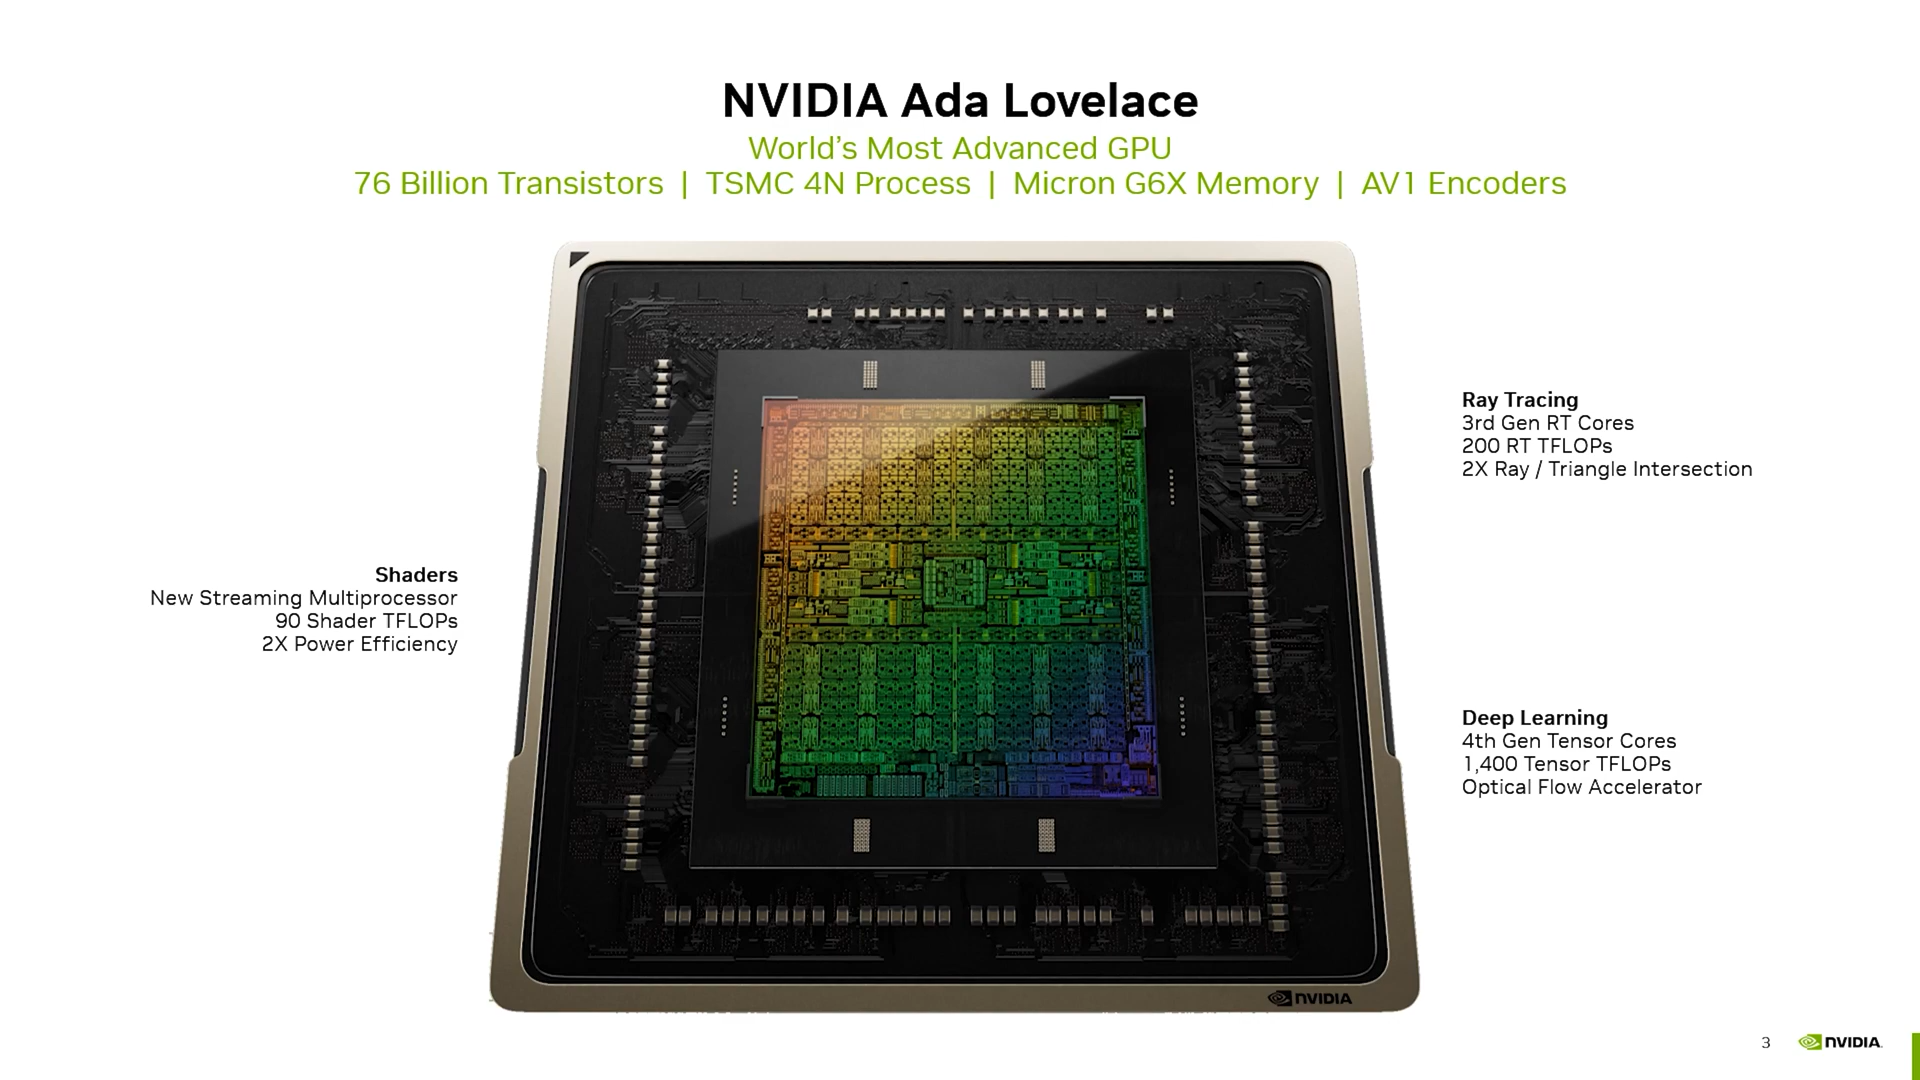 NVIDIA Ada Lovelace
World's Most Advanced GPU
76 Billion Transistors | TSMC 4N Process | Micron G6X Memory | AV1 Encoders
Ray Tracing
3rd Gen RT Cores
200 RT TFLOPs
2X Ray / Triangle Intersection
Shaders
New Streaming Multiprocessor
90 Shader TFLOPs
2X Power Efficiency
Deep Learning
4th Gen Tensor Cores
1,400 Tensor TFLOPs
Optical Flow Accelerator
NVIDIA
3 NVIDIA